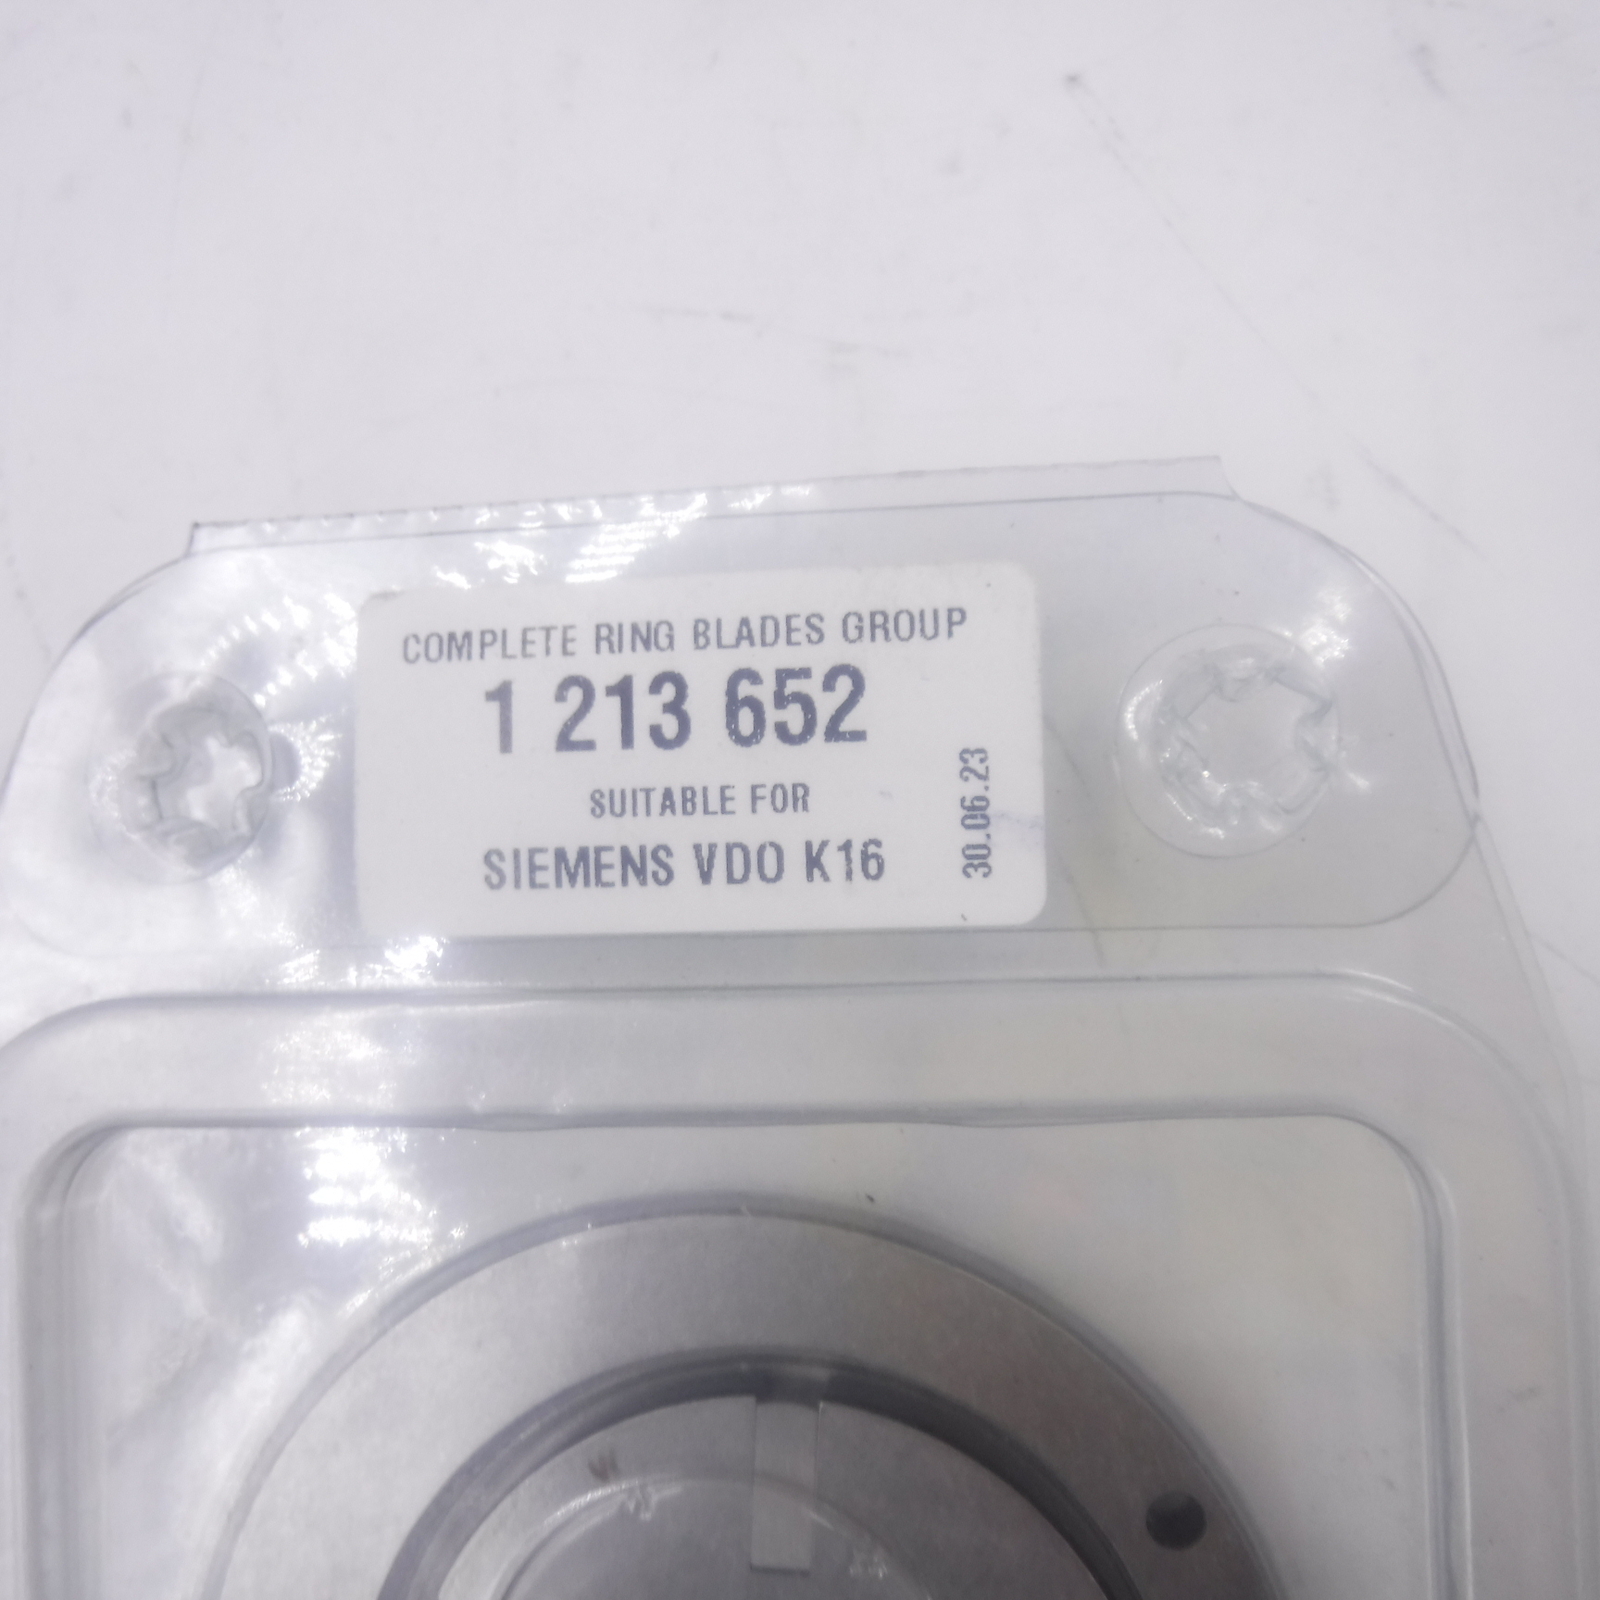 COMPLETE RING BLADES GROUP
1 213 652
SUITABLE FOR
SIEMENS VDO K16
30.06.23